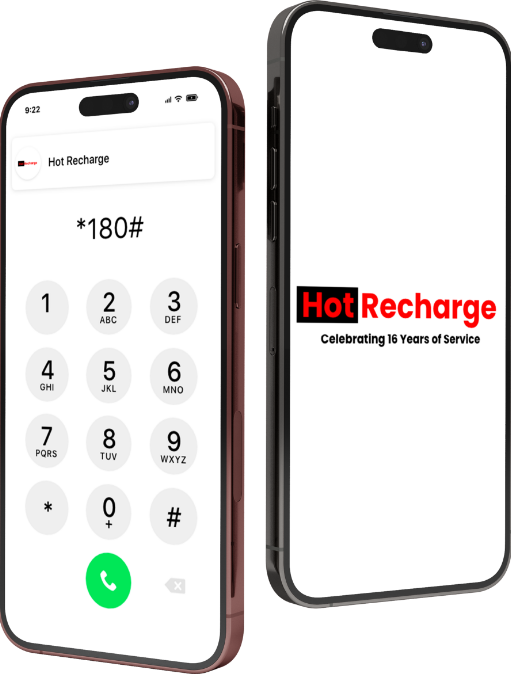 9:22
HotRecharge
Hot Recharge
*180#
1
2
3
ABC
DEF
4
5
6
GHI
JKL
MNO
7
8
9
PQRS
TUV
WXYZ
*
0
#
+
Hot Recharge
Celebrating 16 Years of Service